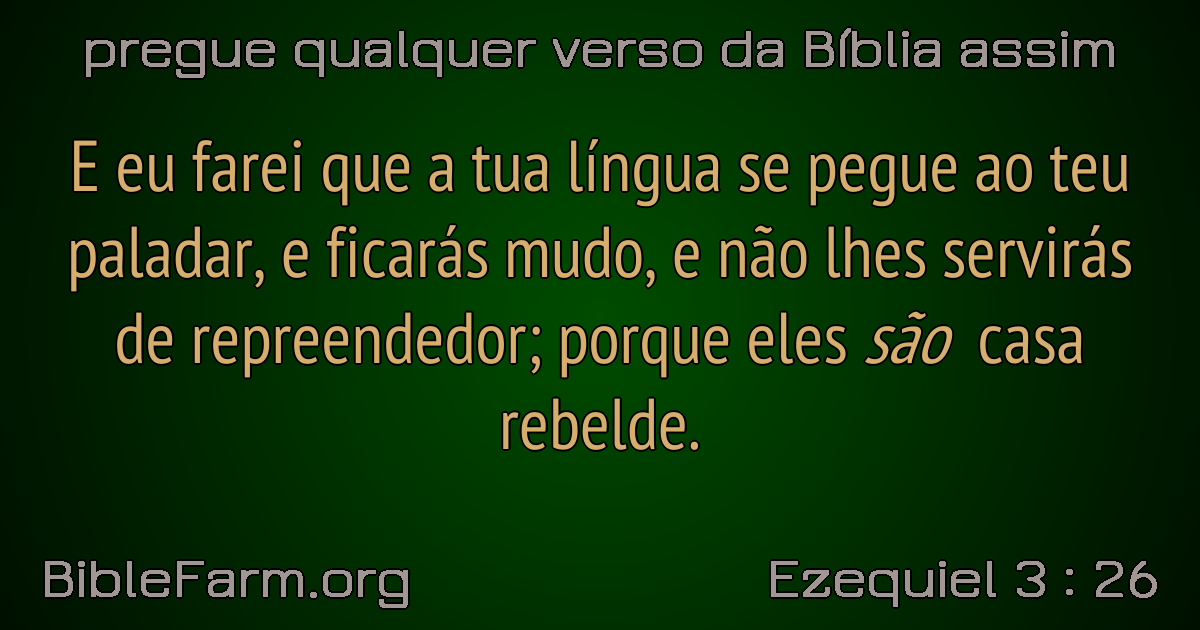 pregue qualquer verso da Bíblia assim
E eu farei que a tua língua se pegue ao teu
paladar, e ficarás mudo, e não lhes servirás
de repreendedor; porque eles são casa
rebelde.
BibleFarm.org
Ezequiel 3 : 26